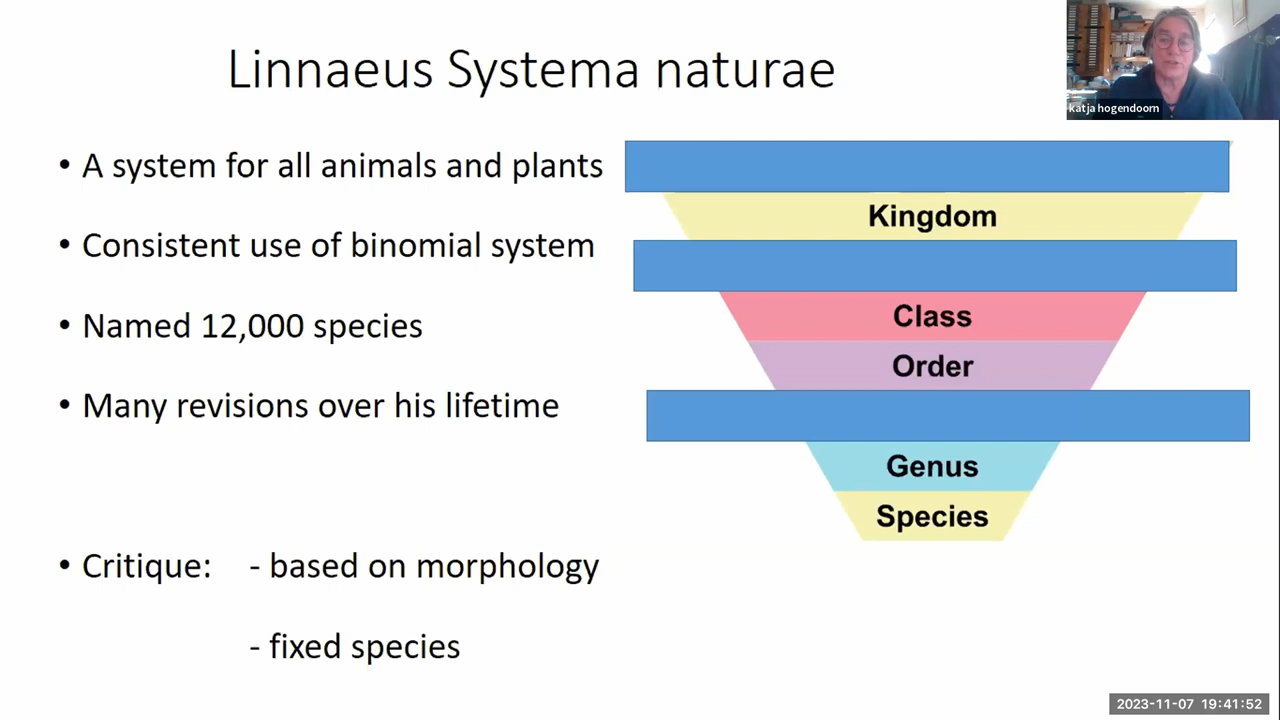 Linnaeus Systema naturae
katja hogendoorn
• A system for all animals and plants
• Consistent use of binomial system
• Named 12,000 species
• Many revisions over his lifetime
• Critique: - based on morphology
- fixed species
Kingdom
Class
Order
Genus
Species
2023-11-07 19:41:52